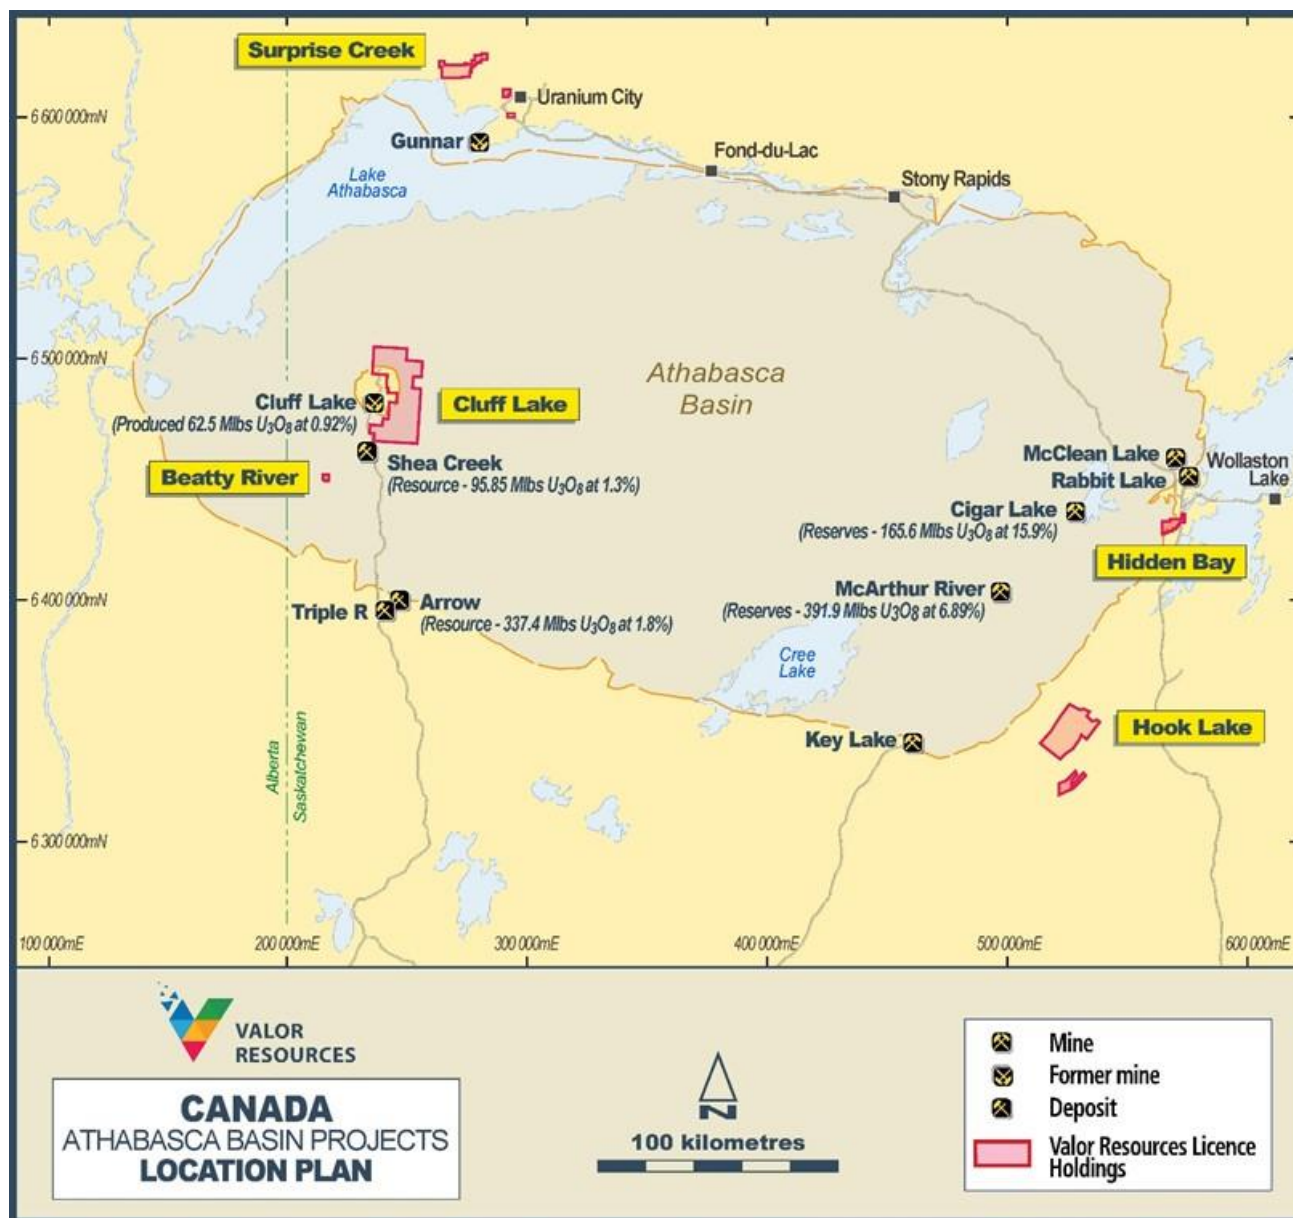 Surprise Creek
Uranium City
6 600 000mN
Gunnar
Fond-du-Lac
Lake
Athabasca
Stony Rapids
6 500 000mN
Athabasca
Basin
Cluff Lake
(Produced 62.5 Mlbs U₃O₈ at 0.92%)
Cluff Lake
Shea Creek
(Resource - 95.85 Mlbs U₃O₈ at 1.3%)
Beatty River
McClean Lake
Rabbit Lake
Wollaston
Lake
Cigar Lake
(Reserves - 165.6 Mlbs U₃O₈ at 15.9%)
Hidden Bay
McArthur River
(Reserves - 391.9 Mlbs U₃O₈ at 6.89%)
6 400 000mN
Triple R
Arrow
(Resource - 337.4 Mlbs U₃O₈ at 1.8%)
Cree
Lake
Hook Lake
Key Lake
Alberta
Saskatchewan
6 300 000mN
100 000mE
200 000mE
300 000mE
400 000mE
500 000mE
600 000mE
VALOR
RESOURCES
CANADA
ATHABASCA BASIN PROJECTS
LOCATION PLAN
N
100 kilometres
Mine
Former mine
Deposit
Valor Resources Licence
Holdings